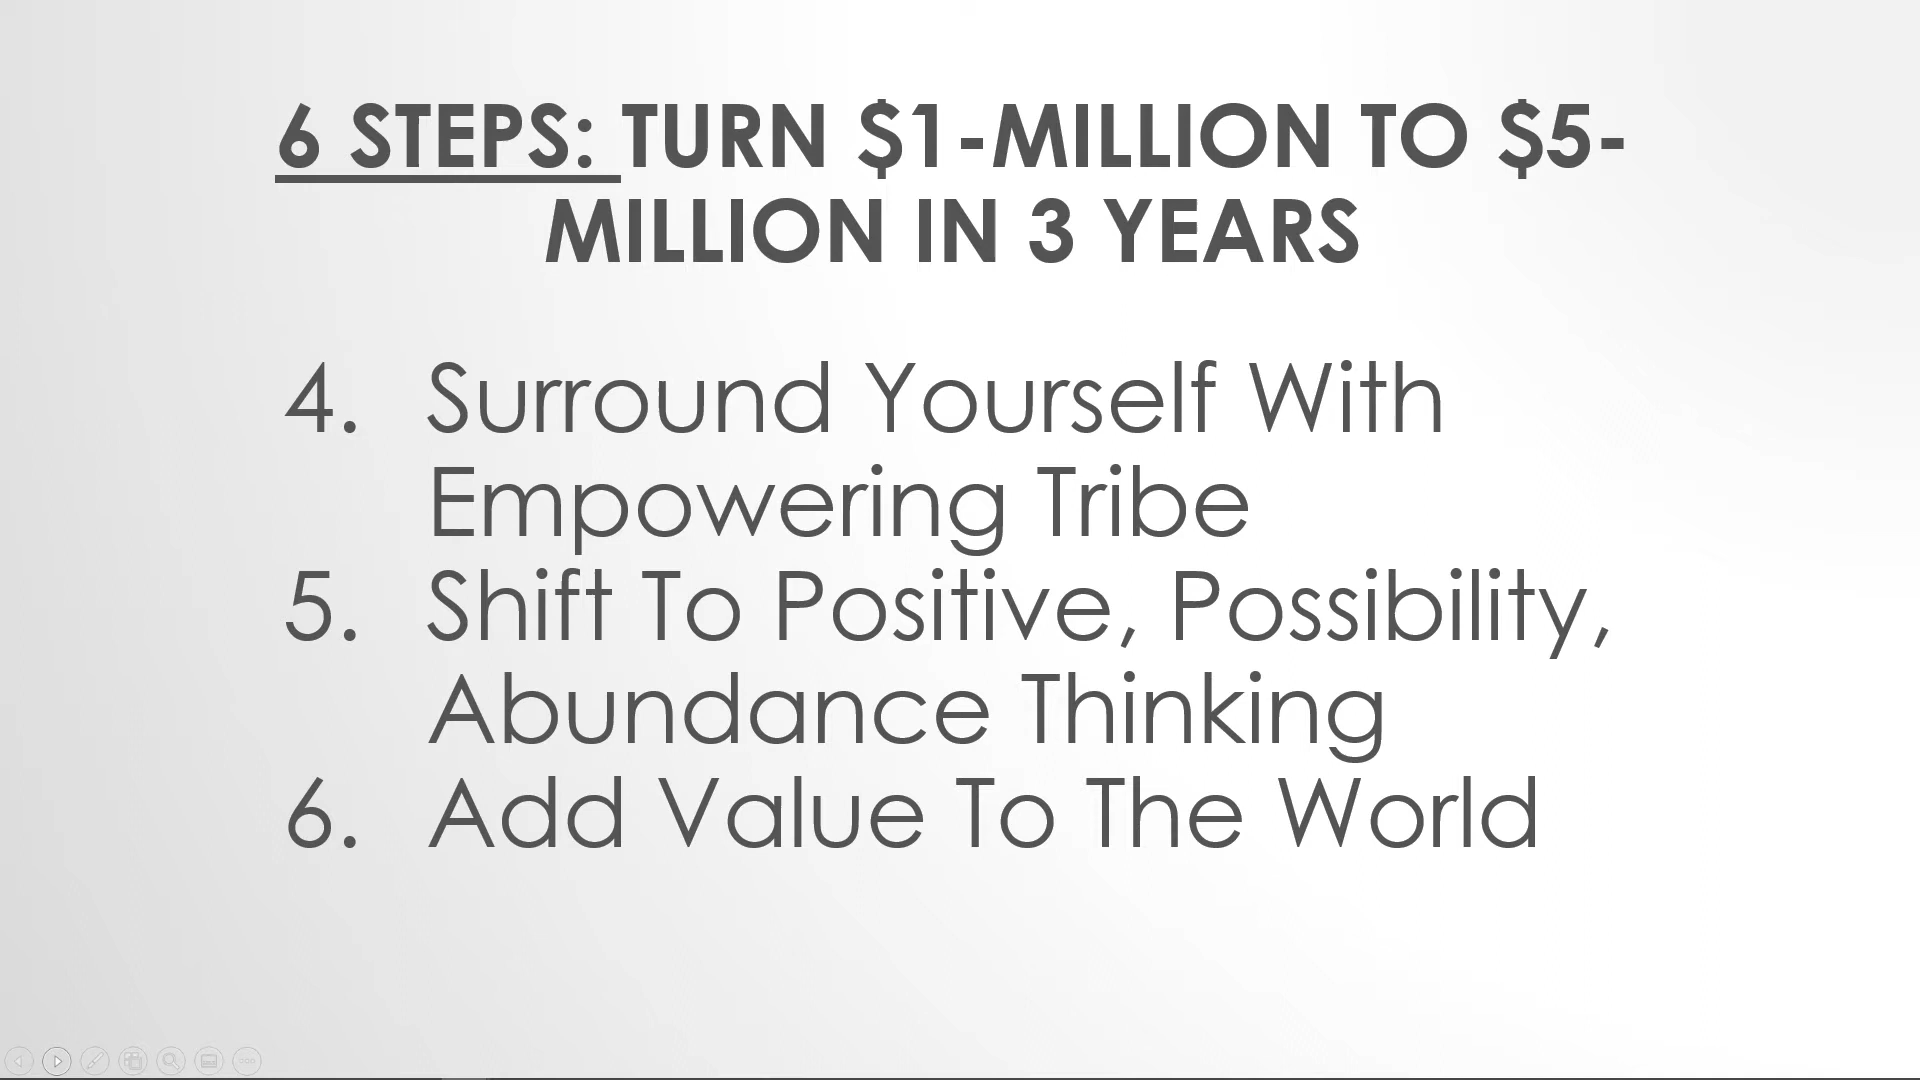 6 STEPS: TURN $1-MILLION TO $5-
MILLION IN 3 YEARS
4. Surround Yourself With
Empowering Tribe
5. Shift To Positive, Possibility,
Abundance Thinking
6. Add Value To The World